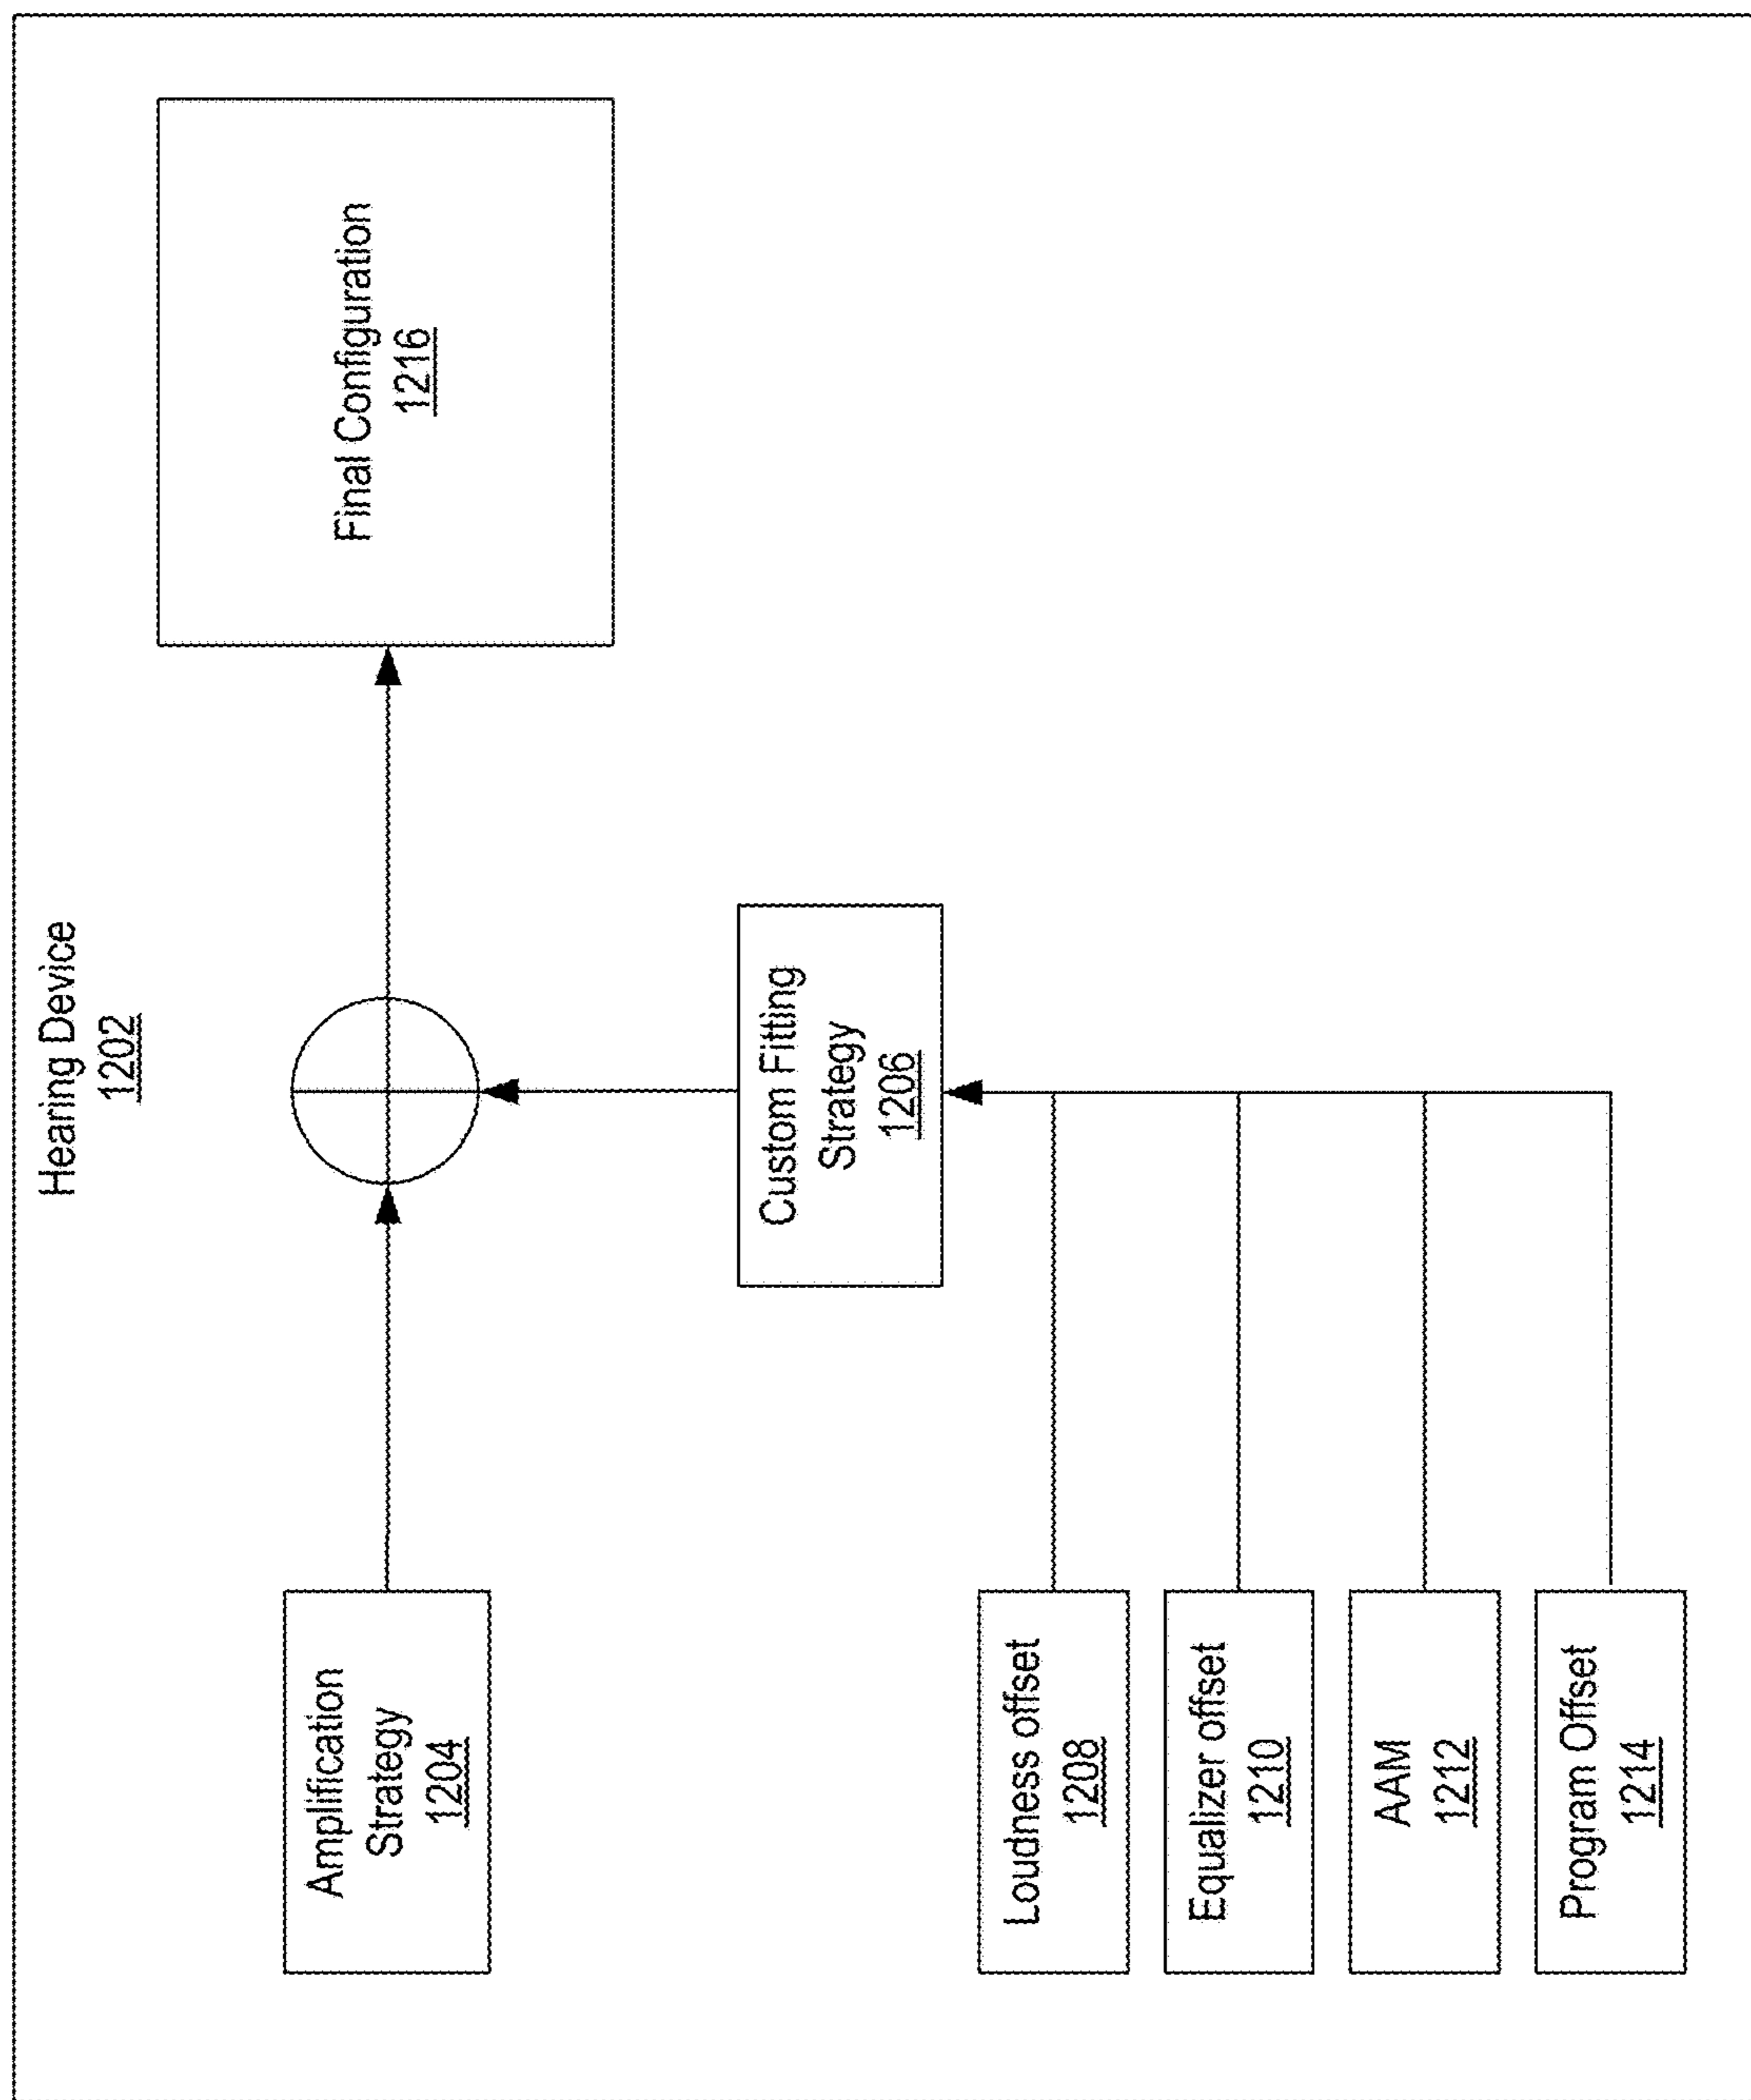 Hearing Device
1202
Amplification
Strategy
1204
Final Configuration
1216
Custom Fitting
Strategy
1206
Loudness offset
1208
Equalizer offset
1210
AAM
1212
Program Offset
1214